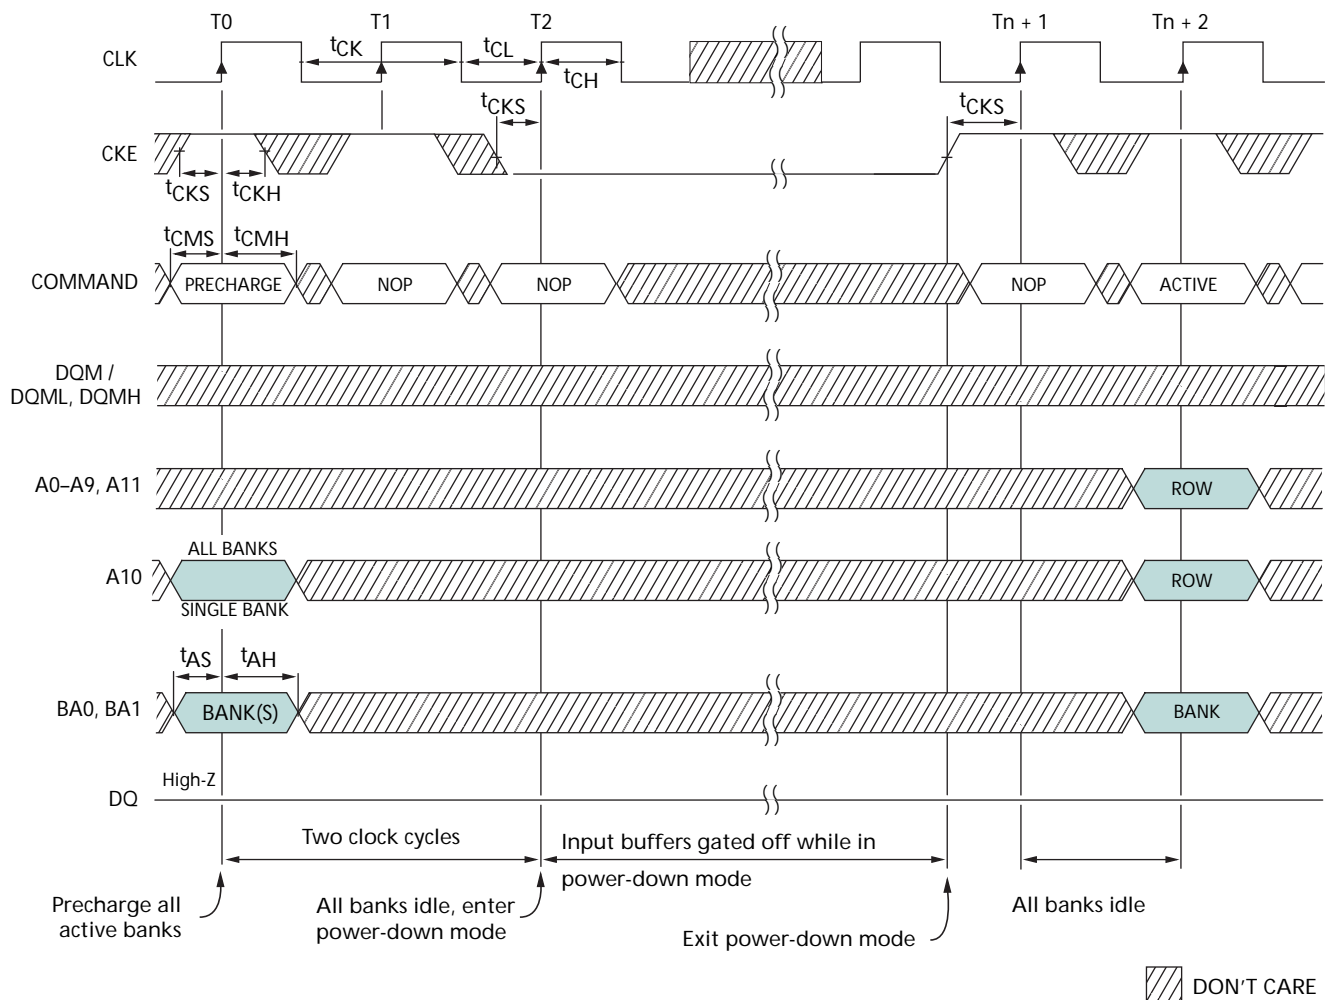 T0 T1 T2 Tn + 1 Tn + 2
CLK
tCK tCL
tCH
tCKS tCKS
CKE
tCKS tCKH
tCMS tCMH
COMMAND PRECHARGE NOP NOP NOP ACTIVE
DQM /
DQML, DQMH
A0–A9, A11 ROW
ALL BANKS
A10 ROW
SINGLE BANK
tAS tAH
BA0, BA1 BANK(S) BANK
High-Z
DQ
Two clock cycles
Input buffers gated off while in
power-down mode
Precharge all
active banks
All banks idle, enter
power-down mode
Exit power-down mode
All banks idle
DON'T CARE